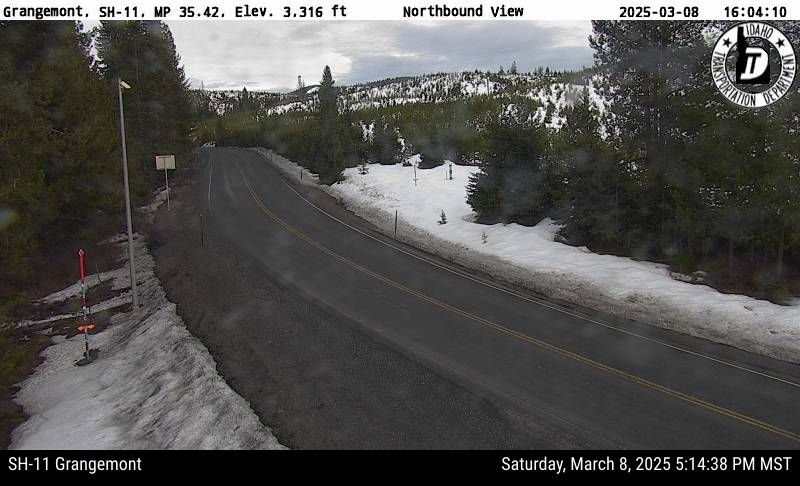 Grangemont, SH-11, MP 35.42, Elev. 3,316 ft Northbound View 2025-03-08 16:04:10
IDAHO
TRANSPORTATION DEPARTMENT
SH-11 Grangemont Saturday, March 8, 2025 5:14:38 PM MST